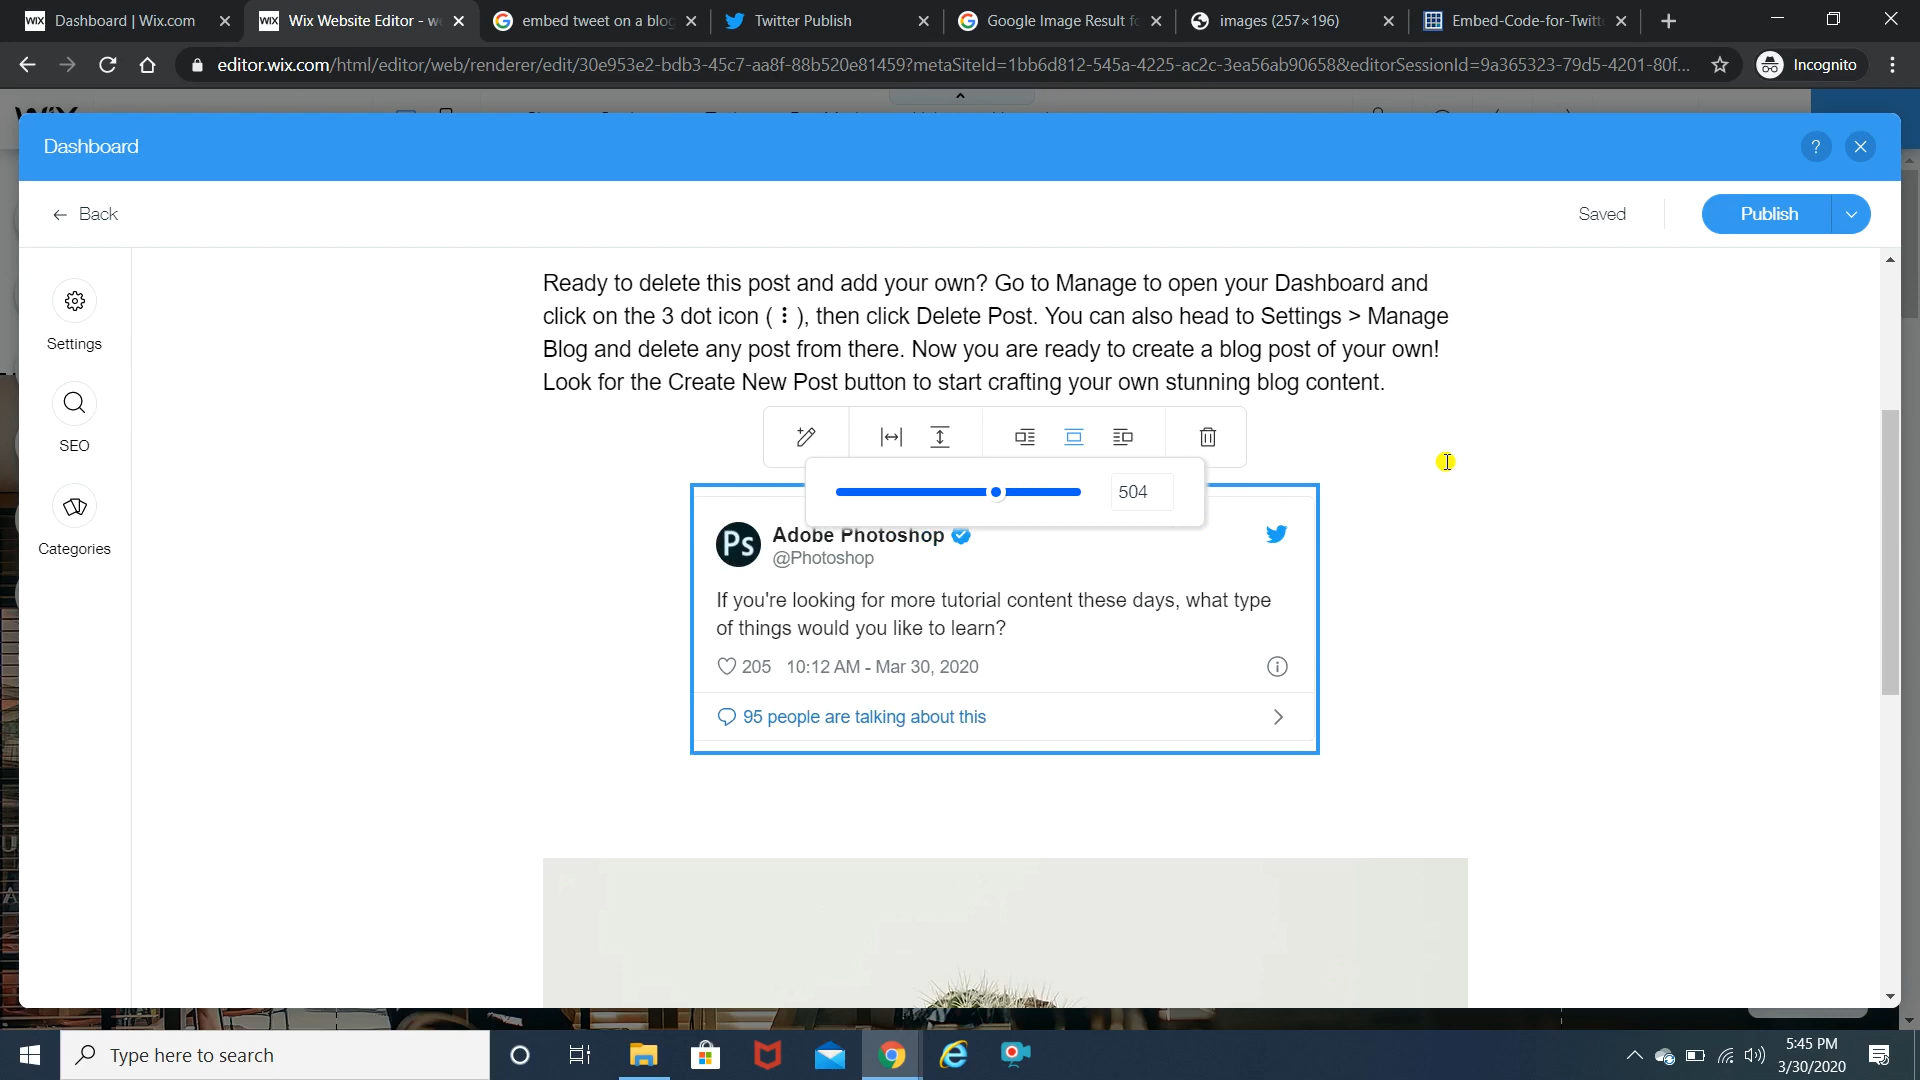 WIX Dashboard | Wix.com
WIX Wix Website Editor - w
embed tweet on a blog
Twitter Publish
Google Image Result fo
images (257×196)
Embed-Code-for-Twitt
editor.wix.com/html/editor/web/renderer/edit/30e953e2-bdb3-45c7-aa8f-88b520e81459?metaSiteId=1bb6d812-545a-4225-ac2c-3ea56ab90658&editorSessionId=9a365323-79d5-4201-80f...
Incognito
Dashboard
?
Back
Saved
Publish
Settings
SEO
Categories
Ready to delete this post and add your own? Go to Manage to open your Dashboard and
click on the 3 dot icon ( ⋮ ), then click Delete Post. You can also head to Settings > Manage
Blog and delete any post from there. Now you are ready to create a blog post of your own!
Look for the Create New Post button to start crafting your own stunning blog content.
504
Ps
Adobe Photoshop
@Photoshop
If you're looking for more tutorial content these days, what type
of things would you like to learn?
205 10:12 AM - Mar 30, 2020
95 people are talking about this
Type here to search
5:45 PM
3/30/2020